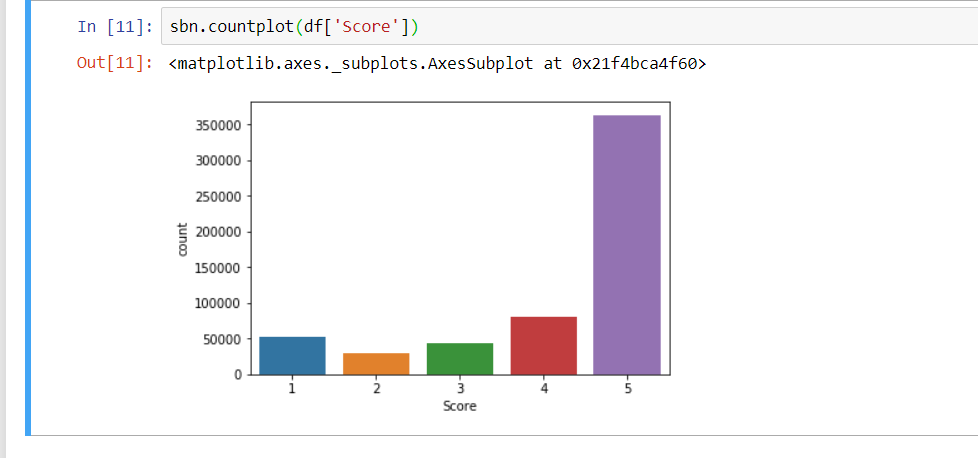 In [11]: sbn.countplot(df['Score'])
Out[11]: <matplotlib.axes._subplots.AxesSubplot at 0x21f4bca4f60>
350000
300000
250000
200000
150000
100000
50000
0
count
1 2 3 4 5
Score